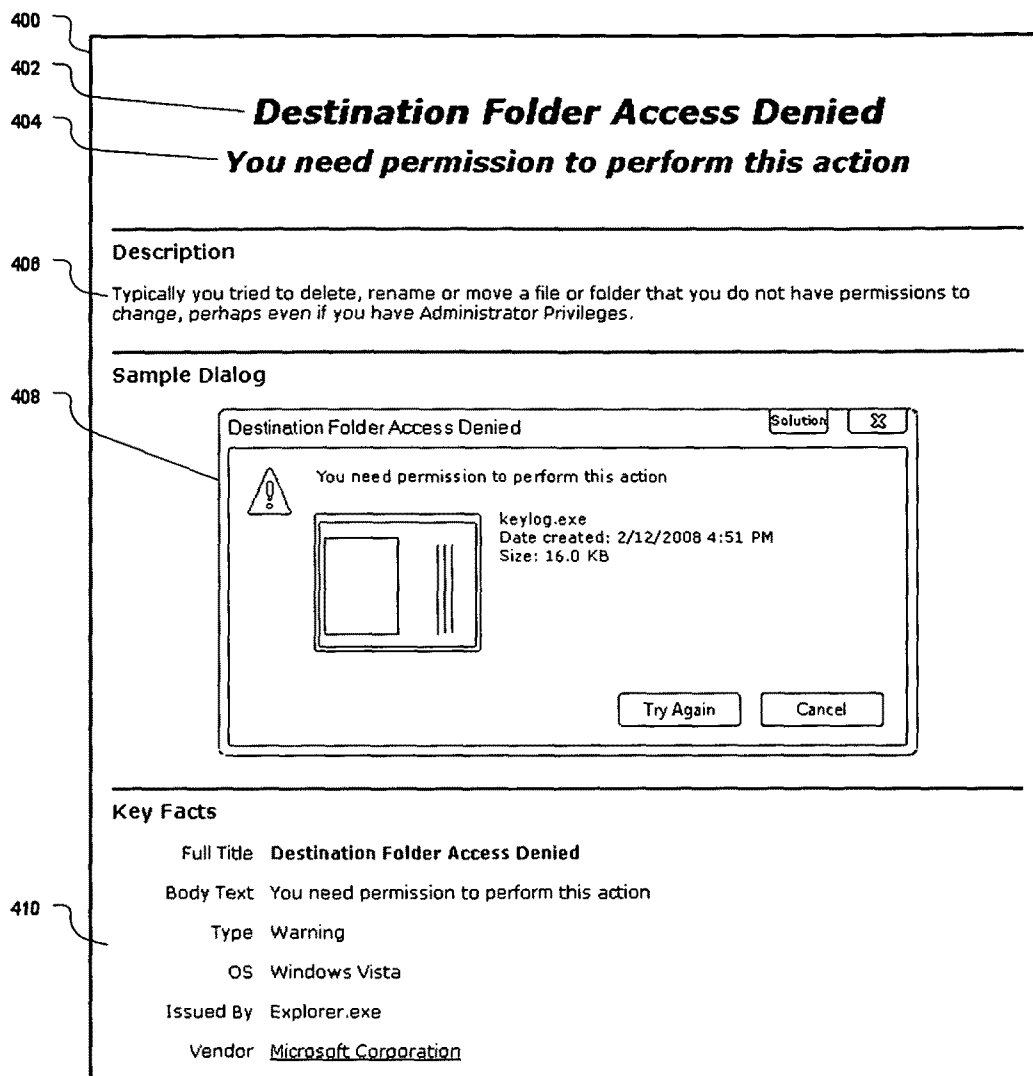 400
402
Destination Folder Access Denied
404
You need permission to perform this action
Description
406
Typically you tried to delete, rename or move a file or folder that you do not have permissions to
change, perhaps even if you have Administrator Privileges.
Sample Dialog
408
Destination Folder Access Denied Solution
You need permission to perform this action
keylog.exe
Date created: 2/12/2008 4:51 PM
Size: 16.0 KB
Try Again Cancel
Key Facts
Full Title Destination Folder Access Denied
Body Text You need permission to perform this action
410
Type Warning
OS Windows Vista
Issued By Explorer.exe
Vendor Microsoft Corporation